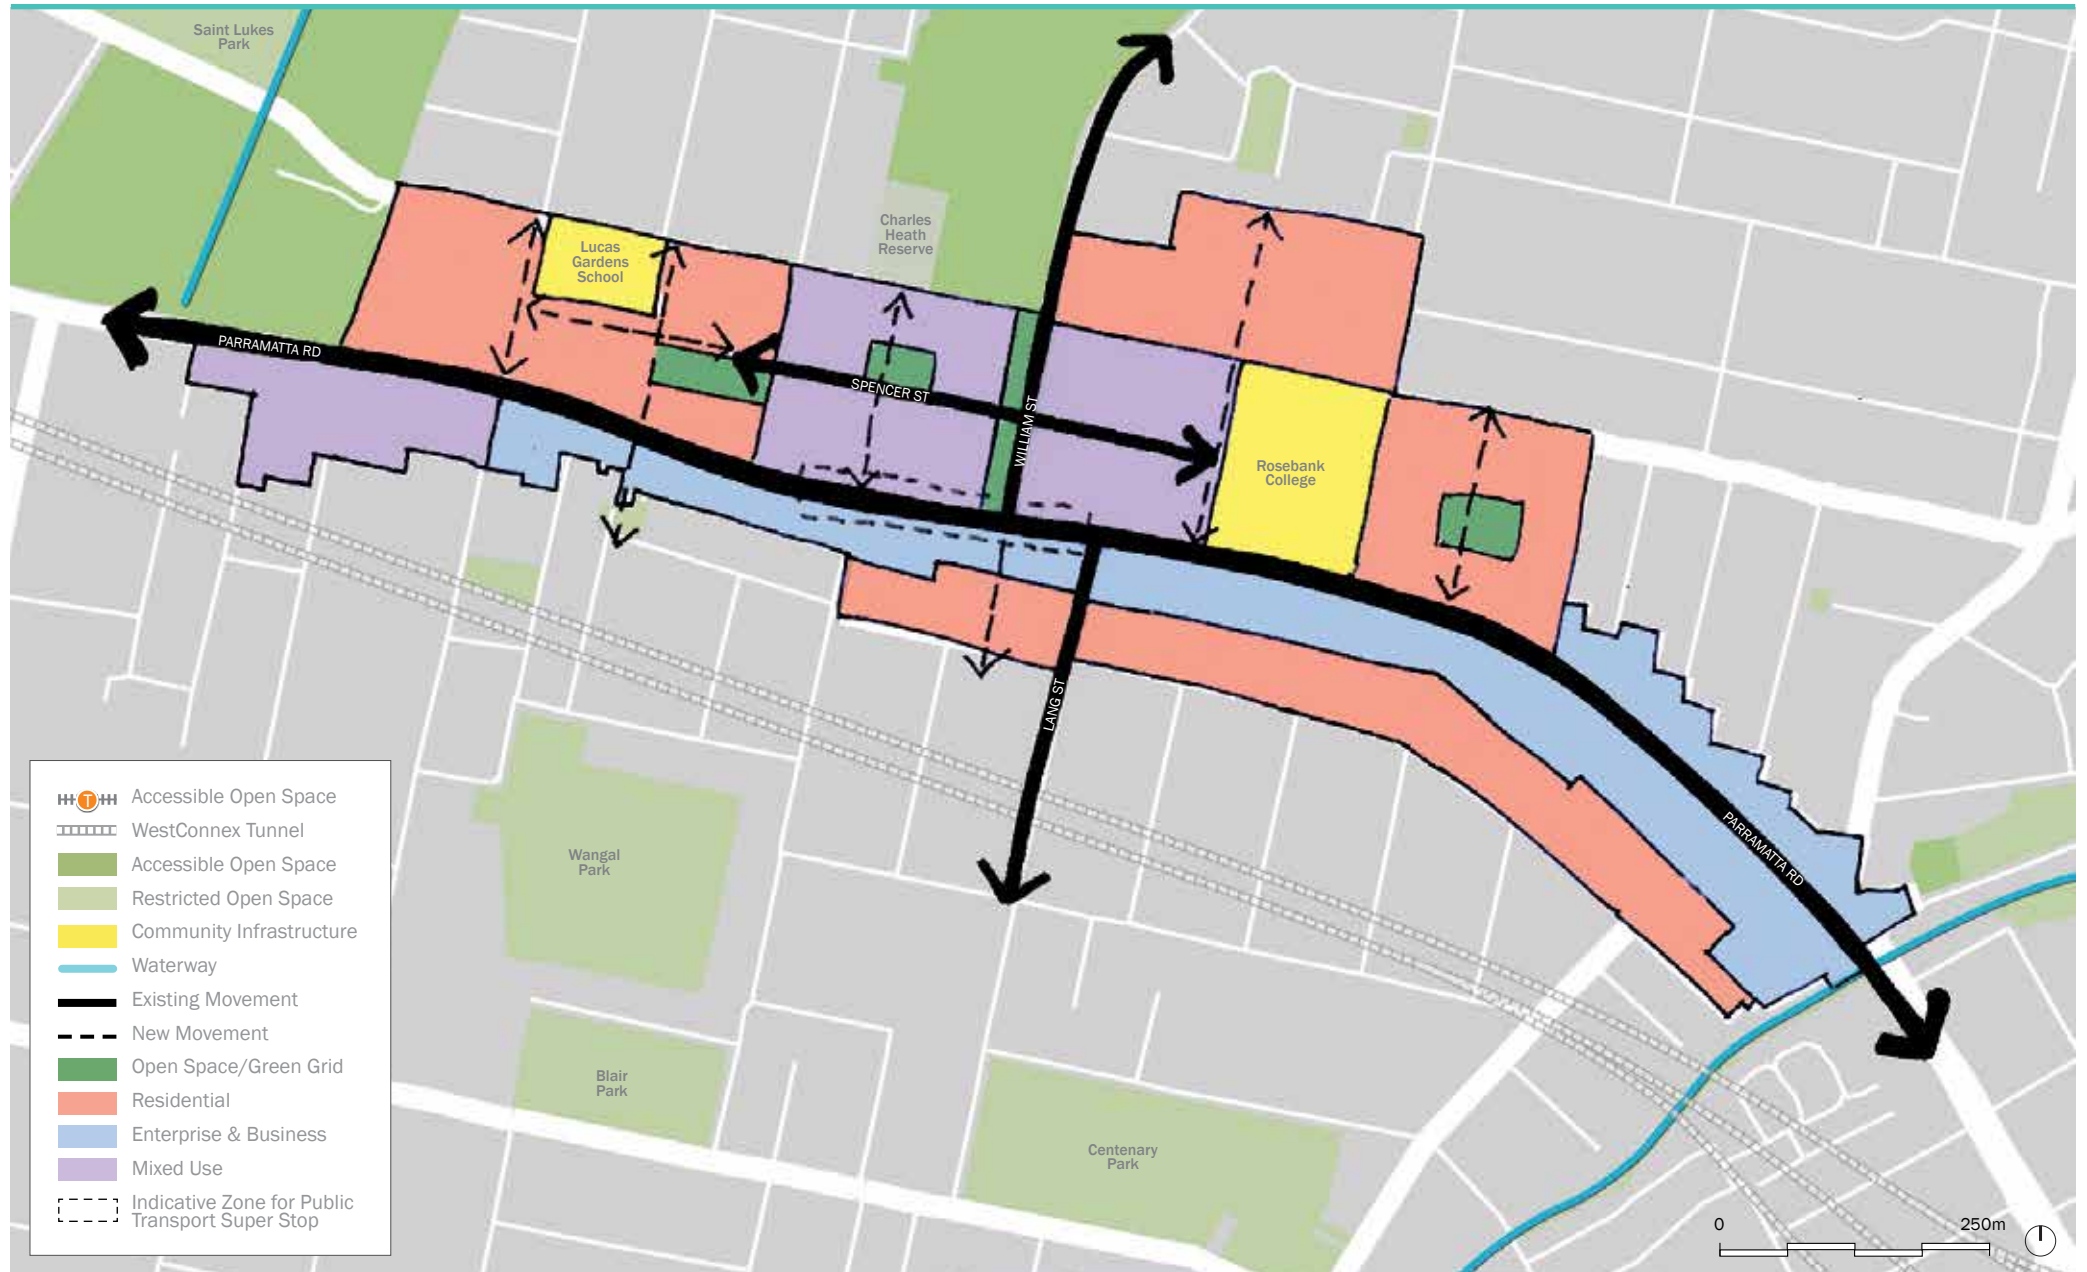 Saint Lukes
Park
Charles
Heath
Reserve
Lucas
Gardens
School
PARRAMATTA RD
SPENCER ST
WILLIAM ST
Rosebank
College
LANG ST
PARRAMATTA RD
Wangal
Park
Blair
Park
Centenary
Park
T
Accessible Open Space
WestConnex Tunnel
Accessible Open Space
Restricted Open Space
Community Infrastructure
Waterway
Existing Movement
New Movement
Open Space/Green Grid
Residential
Enterprise & Business
Mixed Use
Indicative Zone for Public
Transport Super Stop
0 250m